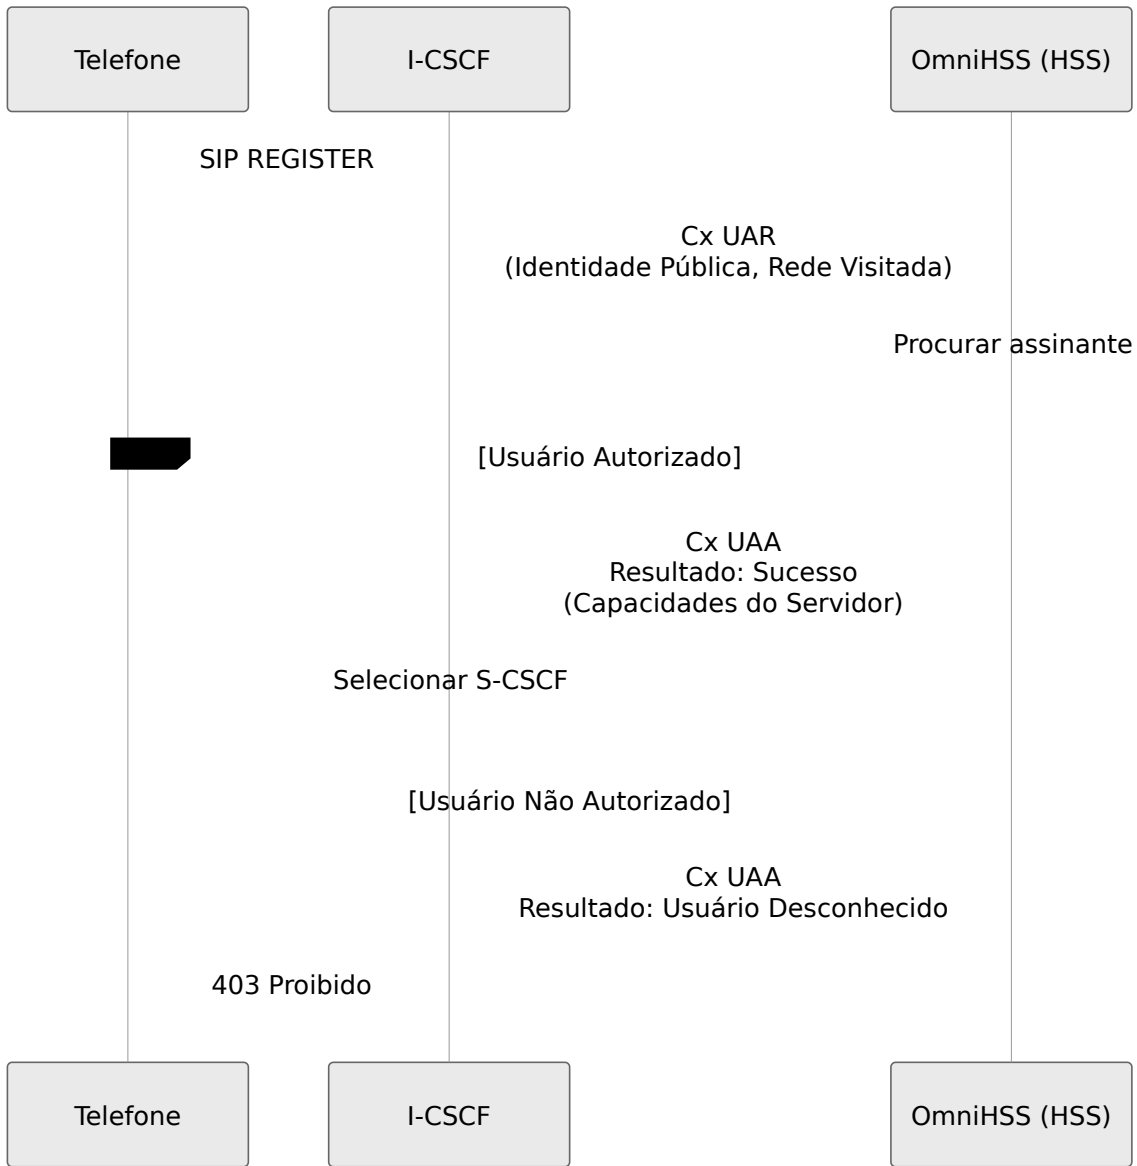 Telefone
I-CSCF
OmniHSS (HSS)
SIP REGISTER
Cx UAR
(Identidade Pública, Rede Visitada)
Procurar assinante
[Usuário Autorizado]
Cx UAA
Resultado: Sucesso
(Capacidades do Servidor)
Selecionar S-CSCF
[Usuário Não Autorizado]
Cx UAA
Resultado: Usuário Desconhecido
403 Proibido
Telefone
I-CSCF
OmniHSS (HSS)